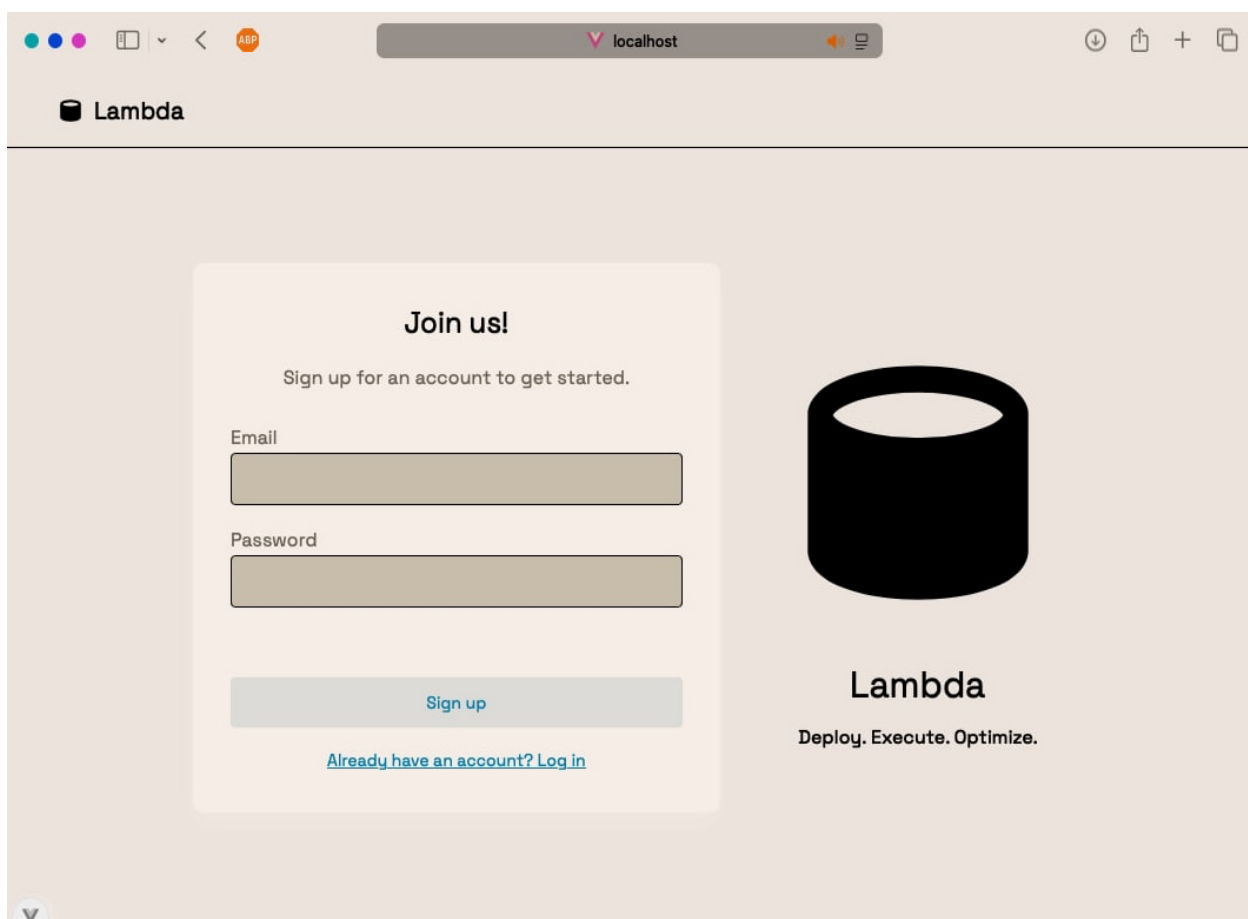 ABP
localhost
Lambda
Join us!
Sign up for an account to get started.
Email
Password
Sign up
Already have an account? Log in
Lambda
Deploy. Execute. Optimize.